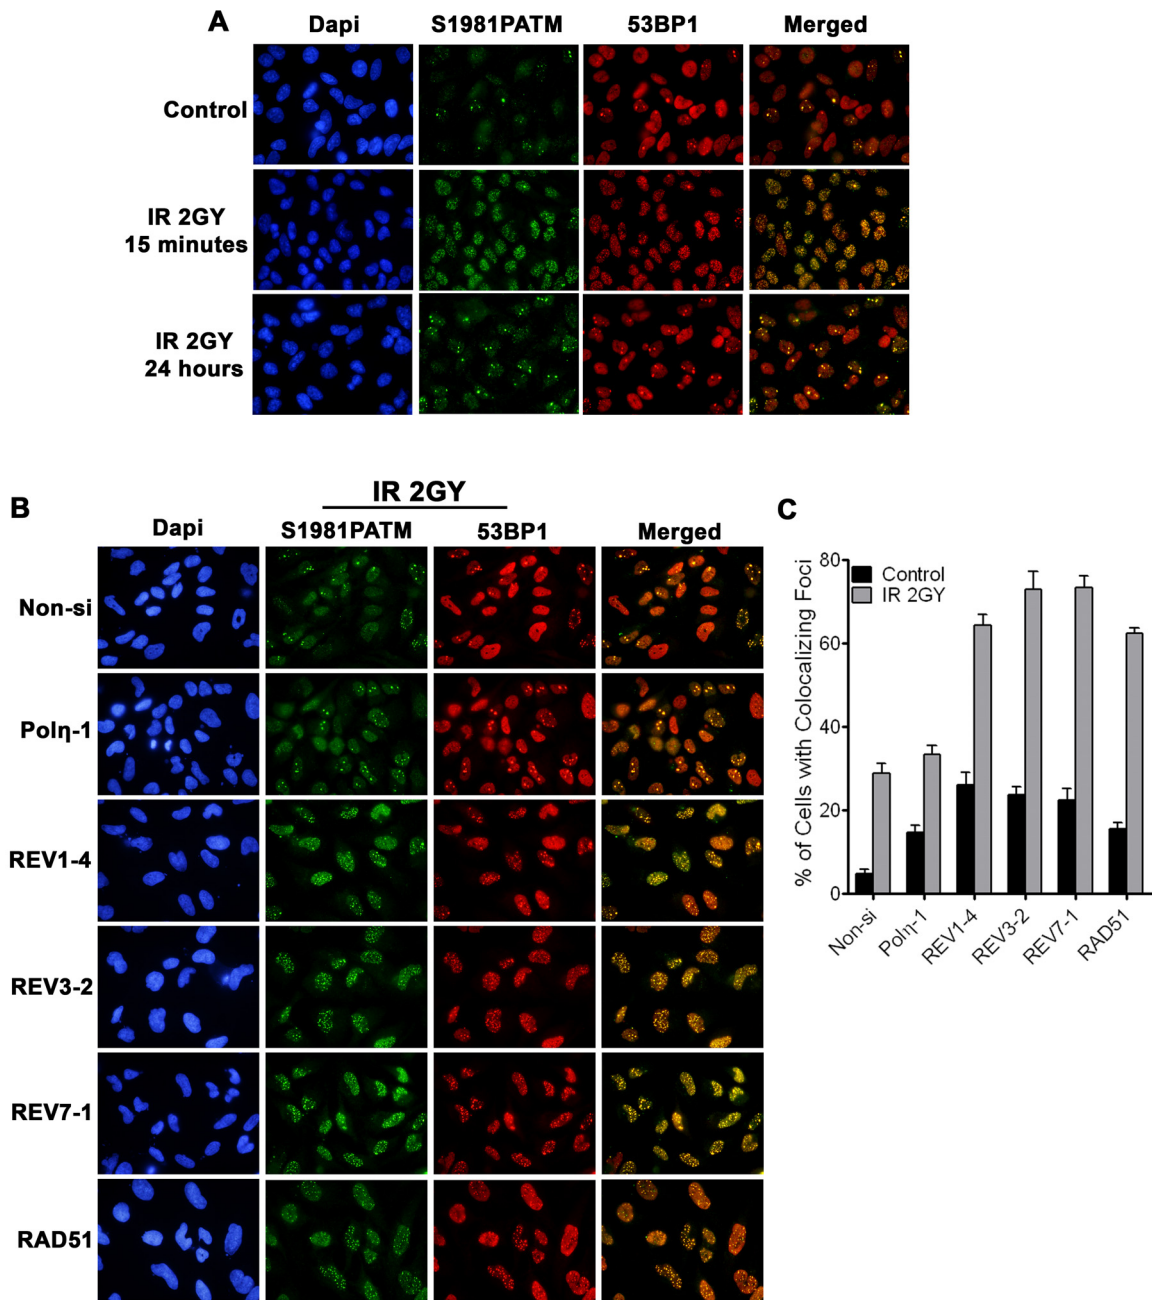 A
Dapi S1981PATM 53BP1 Merged
Control
IR 2GY
15 minutes
IR 2GY
24 hours
B
IR 2GY
Dapi S1981PATM 53BP1 Merged
Non-si
Polη-1
REV1-4
REV3-2
REV7-1
RAD51
C
% of Cells with Colocalizing Foci
80
60
40
20
0
Control
IR 2GY
Non-si Polη-1 REV1-4 REV3-2 REV7-1 RAD51